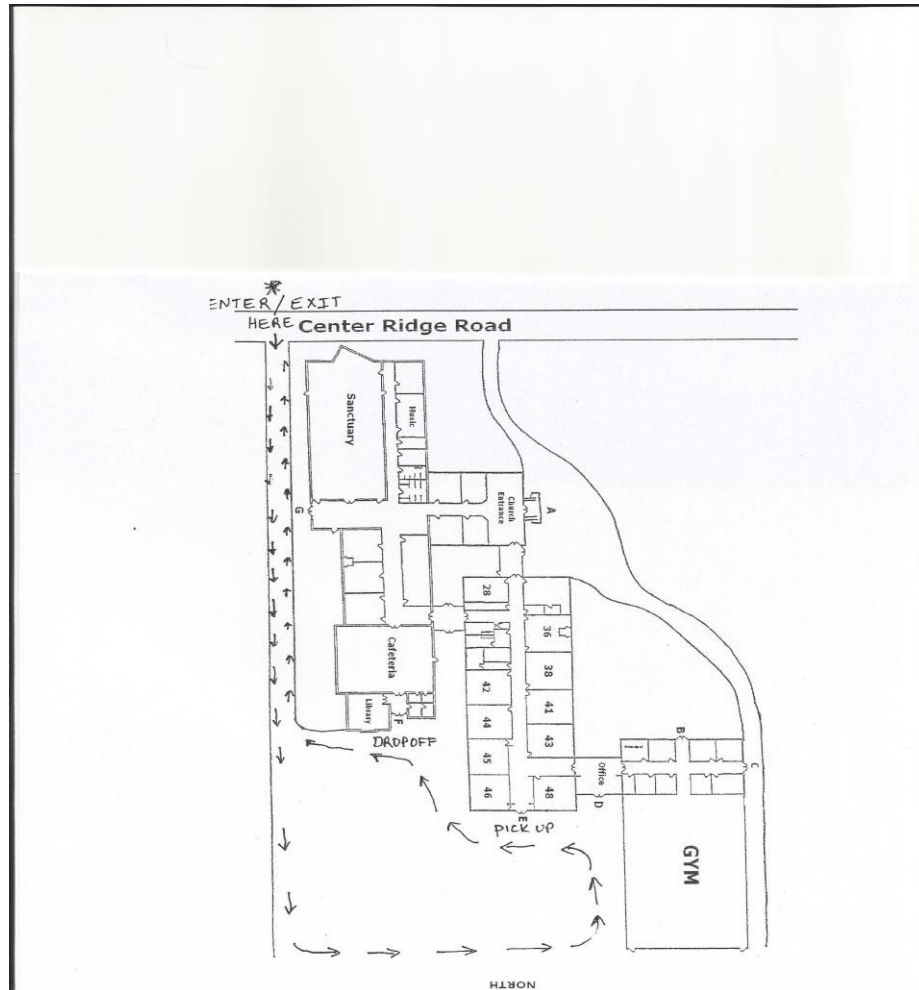 *
ENTER/EXIT
HERE Center Ridge Road
Music
Sanctuary
Church
Entrance
A
G
28
36
Cafeteria
38
42
41
44
Library
F
43
B
DROPOFF
45
Office
C
46
48
D
E
PICK UP
GYM
NORTH